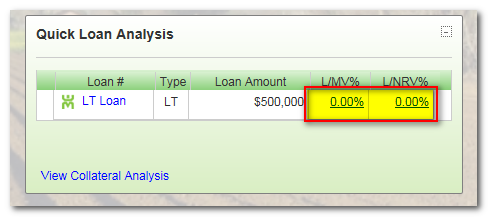 Quick Loan Analysis
Loan # Type Loan Amount L/MV% L/NRV%
LT Loan LT $500,000 0.00% 0.00%
View Collateral Analysis